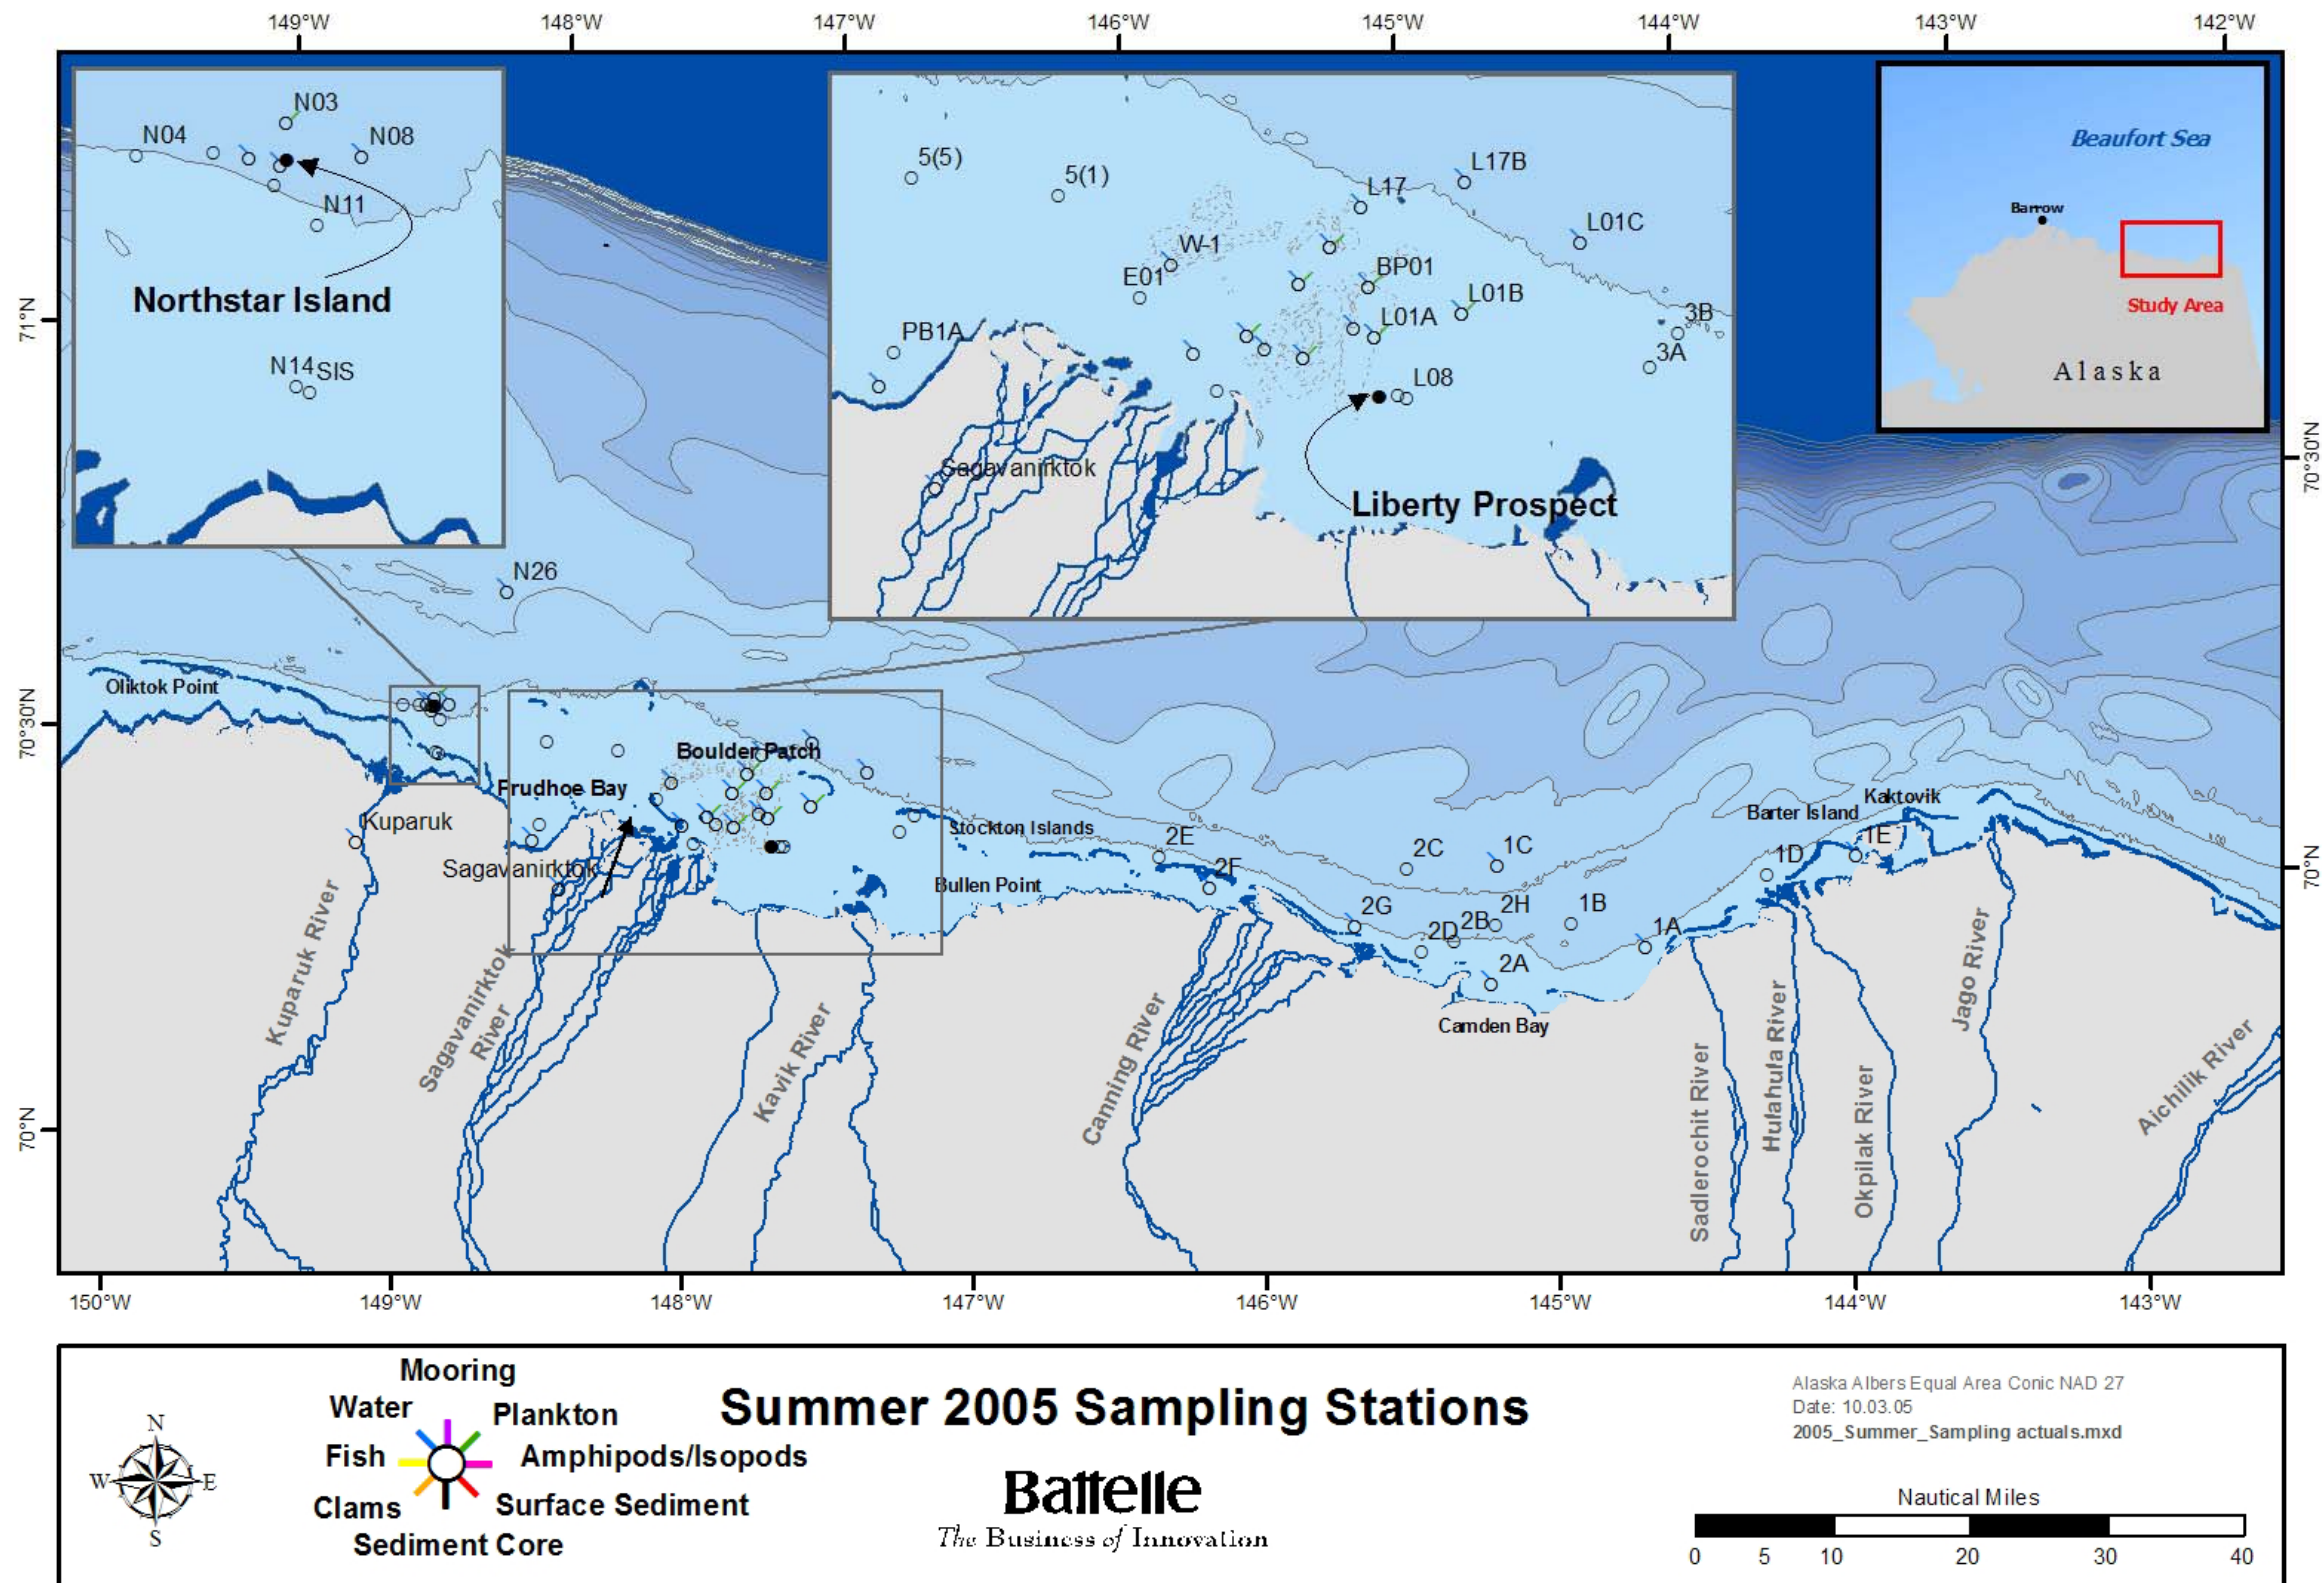 149°W
148°W
147°W
146°W
145°W
144°W
143°W
142°W
N03
N04
N08
N11
Northstar Island
N14
SIS
5(5)
5(1)
L17
L17B
L01C
W-1
E01
BP01
L01B
L01A
PB1A
3B
3A
L08
Sagavanirktok
Liberty Prospect
Beaufort Sea
Barrow
Study Area
Alaska
71°N
70°30'N
N26
Oliktok Point
70°30'N
Boulder Patch
Prudhoe Bay
Kuparuk
Sagavanirktok
Stockton Islands
Bullen Point
2E
2F
2C
1C
2G
2D
2B
2H
1B
1A
2A
Camden Bay
Barter Island
Kaktovik
1D
1E
70°N
Kuparuk River
Sagavanirktok
River
Kavik River
Canning River
Sadlerochit River
Hulahula River
Okpilak River
Jago River
Aichilik River
70°N
150°W
149°W
148°W
147°W
146°W
145°W
144°W
143°W
N
W
E
S
Mooring
Water
Plankton
Fish
Amphipods/Isopods
Clams
Surface Sediment
Sediment Core
Summer 2005 Sampling Stations
Battelle
The Business of Innovation
Alaska Albers Equal Area Conic NAD 27
Date: 10.03.05
2005_Summer_Sampling actuals.mxd
Nautical Miles
0 5 10 20 30 40